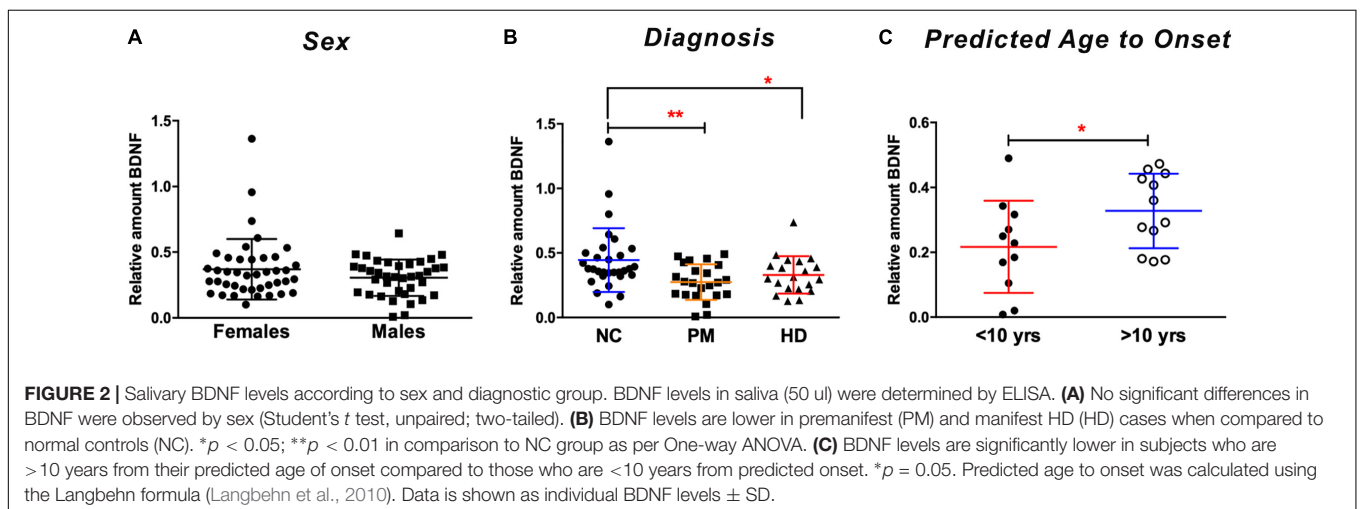 A Sex
B Diagnosis
C Predicted Age to Onset
*
**
*
Relative amount BDNF
1.5
1.0
0.5
0.0
Females Males
Relative amount BDNF
1.5
1.0
0.5
0.0
NC PM HD
Relative amount BDNF
0.6
0.4
0.2
0.0
<10 yrs >10 yrs
FIGURE 2 | Salivary BDNF levels according to sex and diagnostic group. BDNF levels in saliva (50 ul) were determined by ELISA. (A) No significant differences in
BDNF were observed by sex (Student's t test, unpaired; two-tailed). (B) BDNF levels are lower in premanifest (PM) and manifest HD (HD) cases when compared to
normal controls (NC). *p < 0.05; **p < 0.01 in comparison to NC group as per One-way ANOVA. (C) BDNF levels are significantly lower in subjects who are
>10 years from their predicted age of onset compared to those who are <10 years from predicted onset. *p = 0.05. Predicted age to onset was calculated using
the Langbehn formula (Langbehn et al., 2010). Data is shown as individual BDNF levels ± SD.